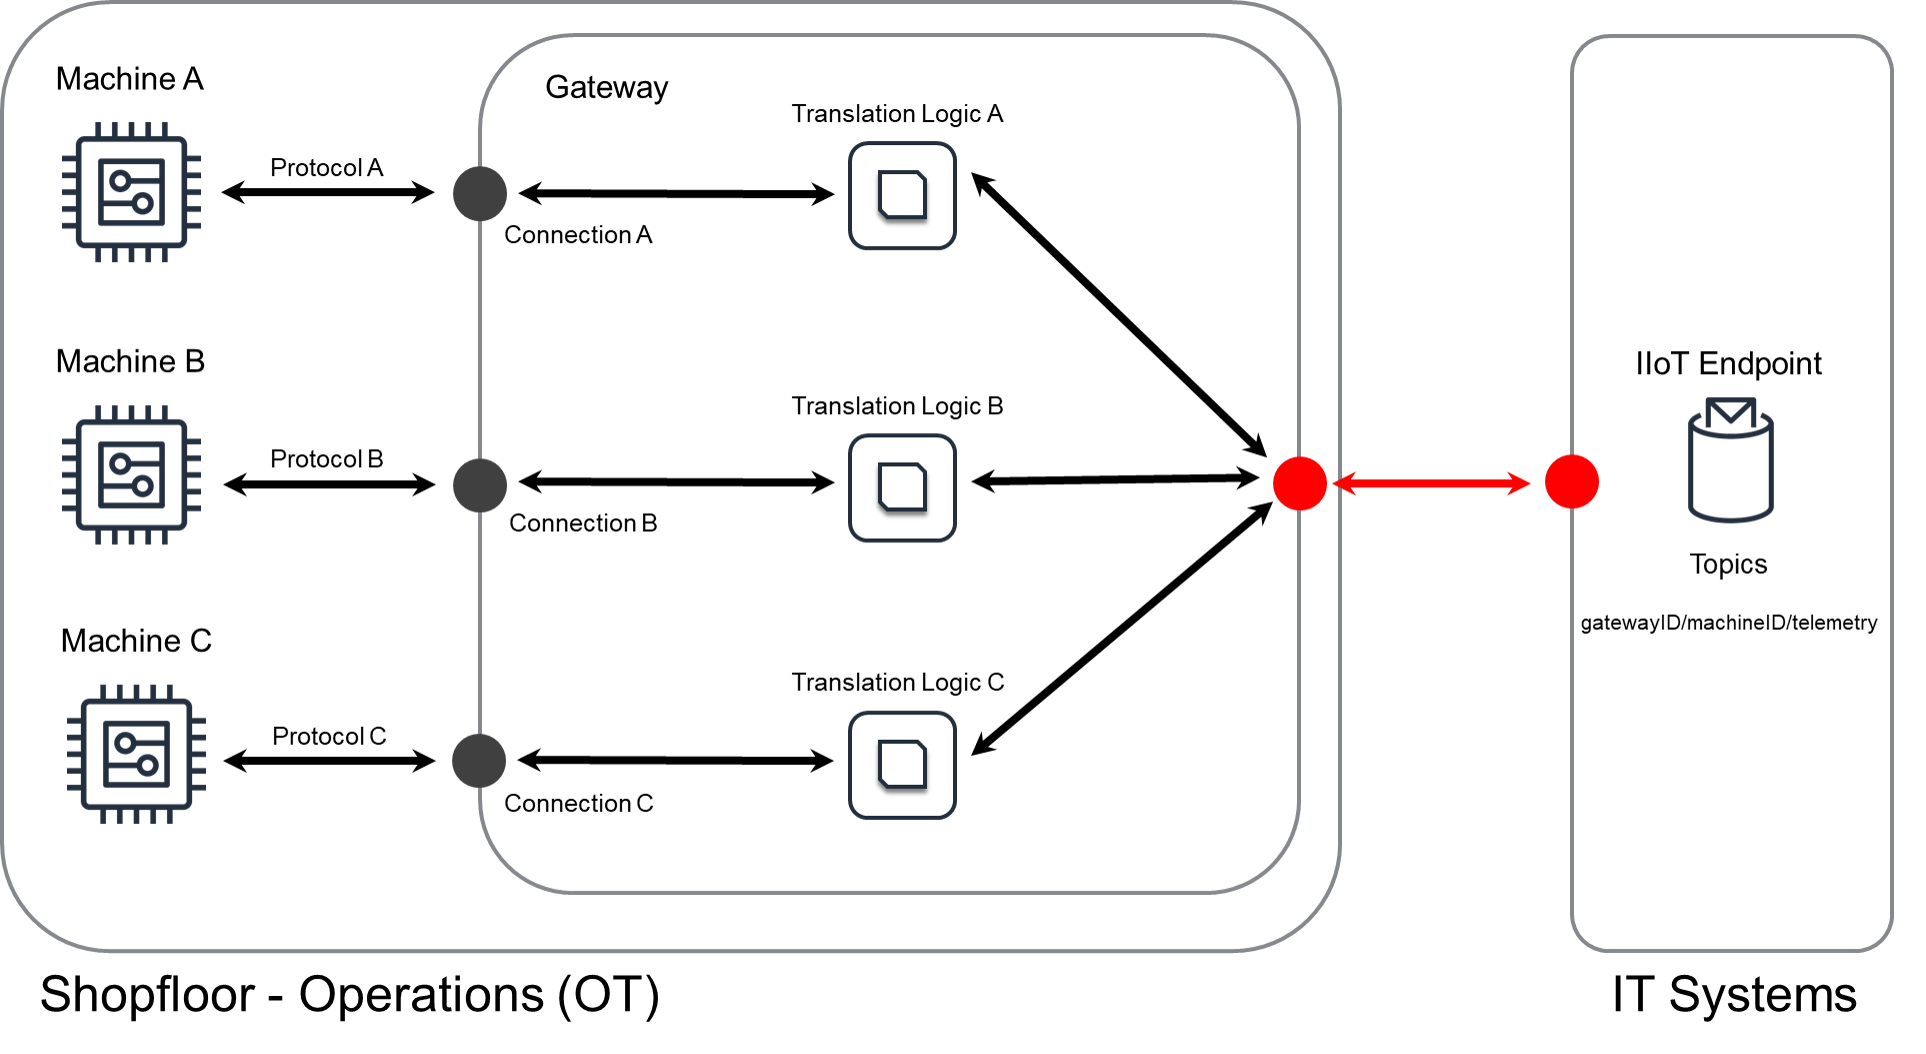 Machine A
Gateway
Translation Logic A
Protocol A
Connection A
Machine B
IIoT Endpoint
Translation Logic B
Protocol B
Connection B
Topics
gatewayID/machineID/telemetry
Machine C
Translation Logic C
Protocol C
Connection C
Shopfloor - Operations (OT)
IT Systems